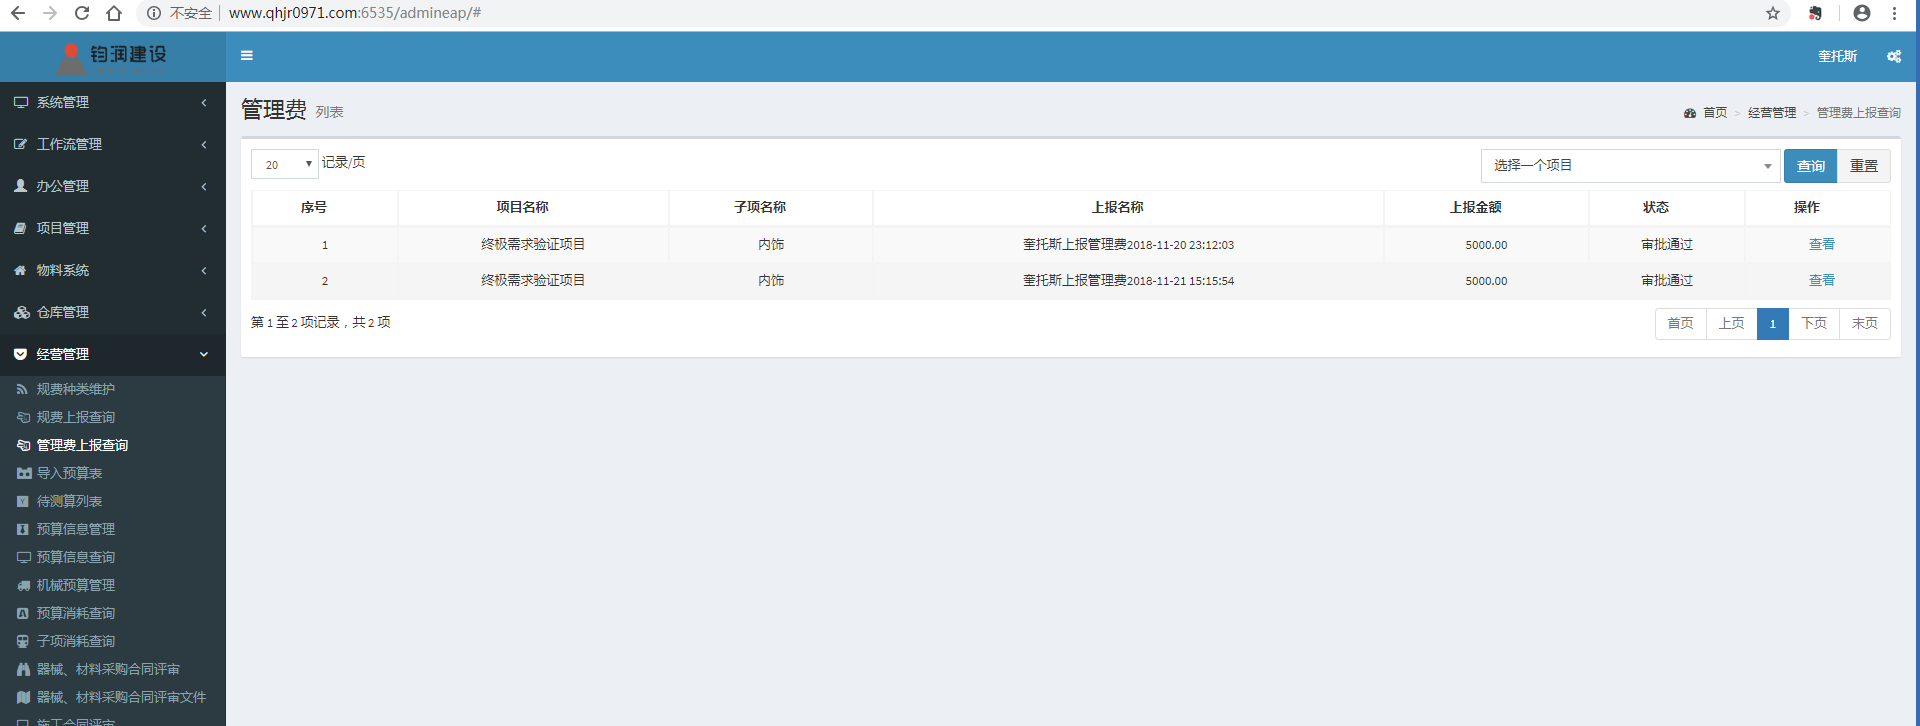 不安全 www.qhjr0971.com:6535/admineap/#
钧润建设
奎托斯
系统管理
工作流管理
办公管理
项目管理
物料系统
仓库管理
经营管理
规费种类维护
规费上报查询
管理费上报查询
导入预算表
待测算列表
预算信息管理
预算信息查询
机械预算管理
预算消耗查询
子项消耗查询
器械、材料采购合同评审
器械、材料采购合同评审文件
施工合同评审
管理费 列表
首页 > 经营管理 > 管理费上报查询
20 记录/页
选择一个项目 查询 重置
序号 项目名称 子项名称 上报名称 上报金额 状态 操作
1 终极需求验证项目 内饰 奎托斯上报管理费2018-11-20 23:12:03 5000.00 审批通过 查看
2 终极需求验证项目 内饰 奎托斯上报管理费2018-11-21 15:15:54 5000.00 审批通过 查看
第 1 至 2 项记录，共 2 项
首页 上页 1 下页 末页